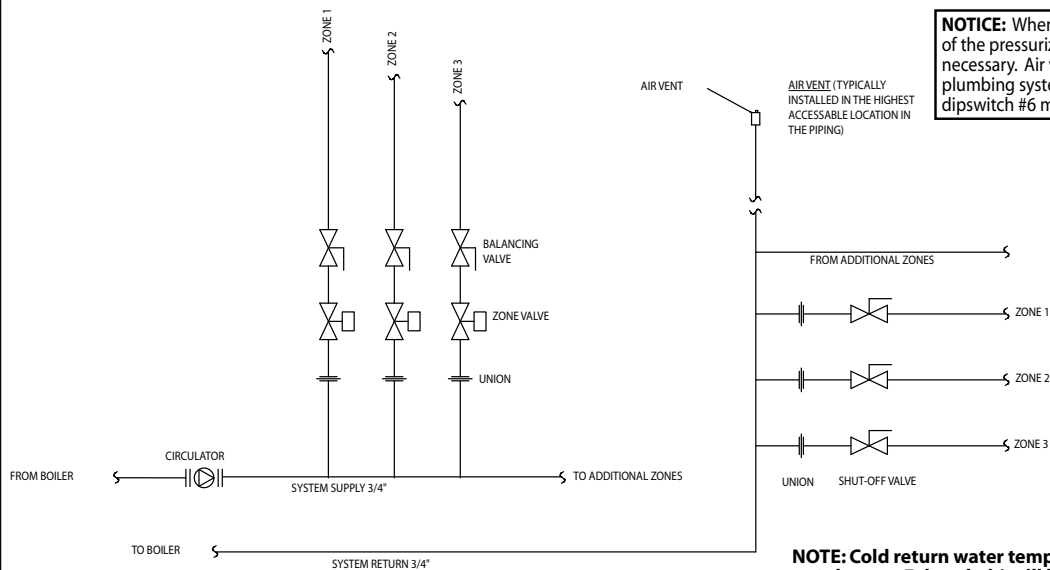 ZONE 1
ZONE 2
ZONE 3
NOTICE: When
of the pressuriz
necessary. Air
plumbing syste
dipswitch #6 m
AIR VENT
AIR VENT (TYPICALLY
INSTALLED IN THE HIGHEST
ACCESSABLE LOCATION IN
THE PIPING)
BALANCING
VALVE
ZONE VALVE
UNION
FROM ADDITIONAL ZONES
ZONE 1
ZONE 2
ZONE 3
UNION
SHUT-OFF VALVE
CIRCULATOR
FROM BOILER
SYSTEM SUPPLY 3/4"
TO ADDITIONAL ZONES
TO BOILER
SYSTEM RETURN 3/4"
NOTE: Cold return water temp